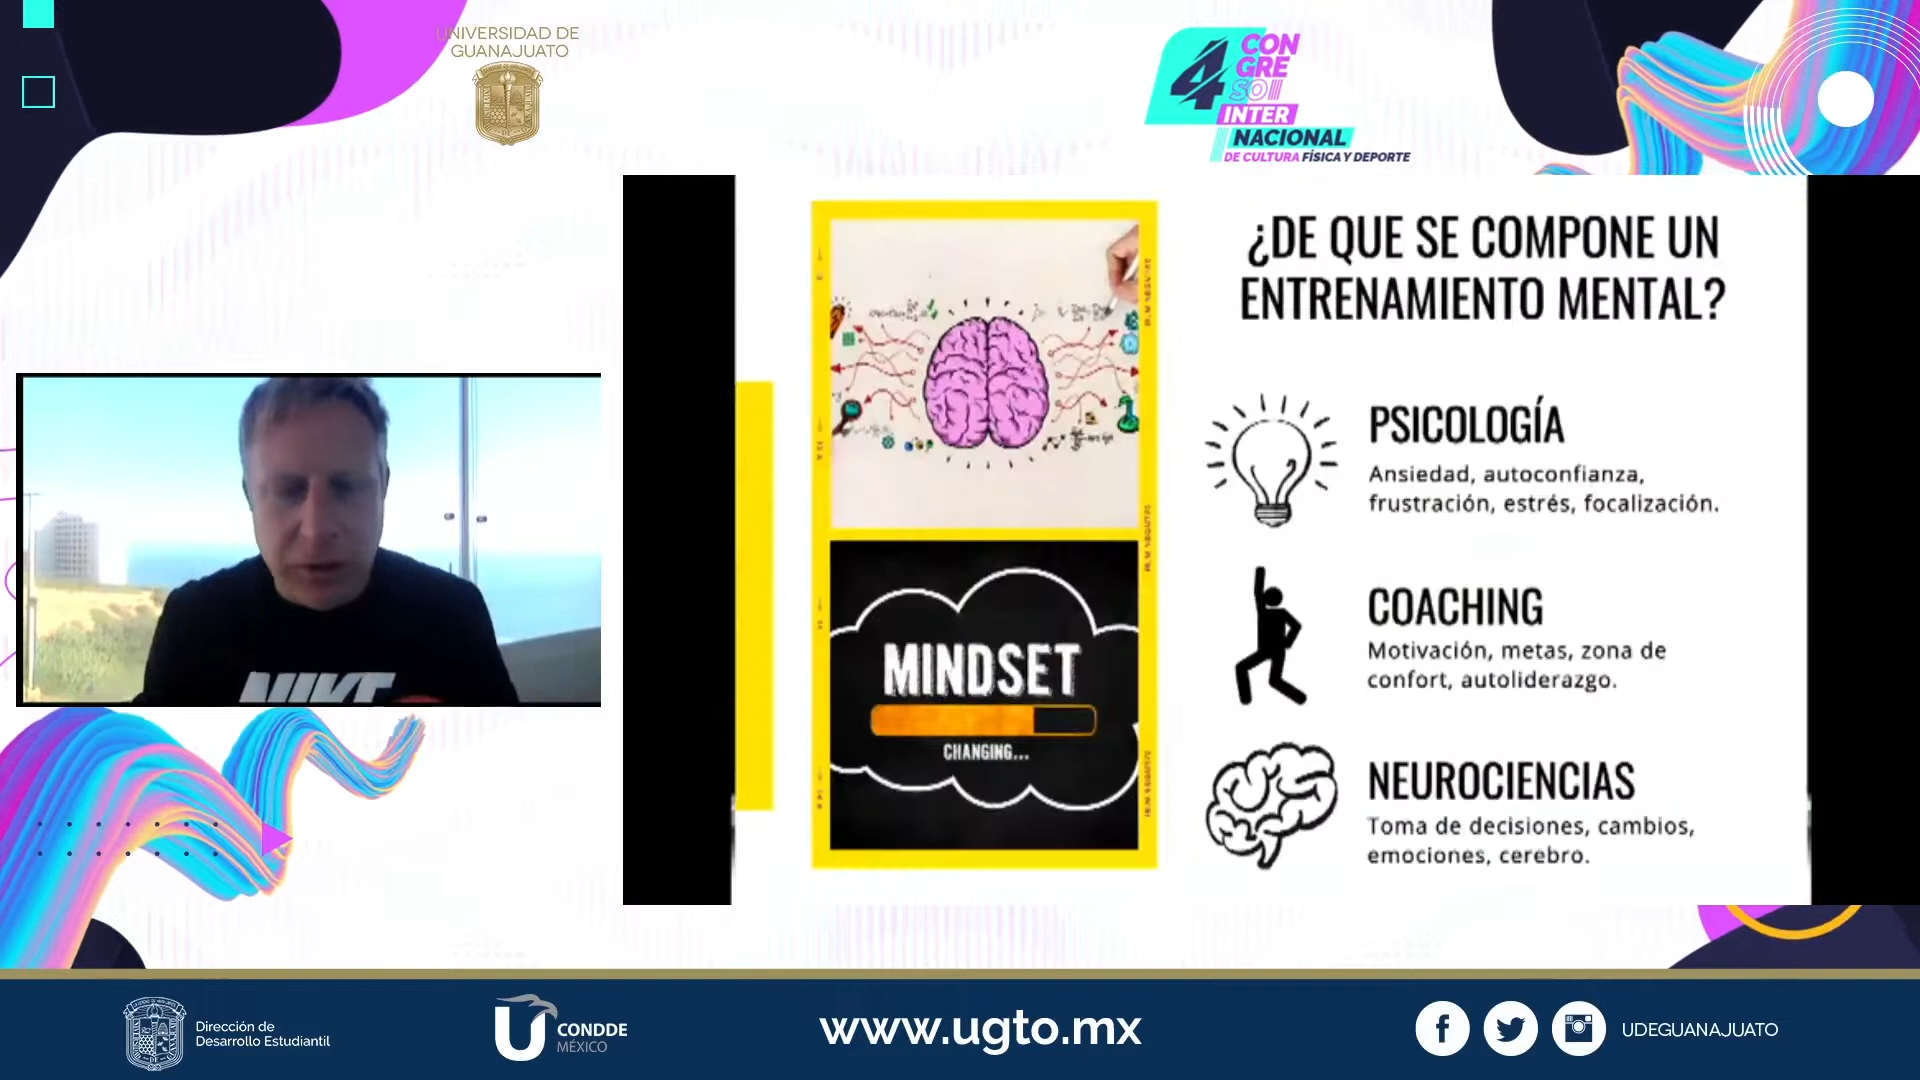 UNIVERSIDAD DE
GUANAJUATO
4
CON
GRE
SO
INTER
NACIONAL
DE CULTURA FÍSICA Y DEPORTE
¿DE QUE SE COMPONE UN
ENTRENAMIENTO MENTAL?
PSICOLOGÍA
Ansiedad, autoconfianza,
frustración, estrés, focalización.
COACHING
Motivación, metas, zona de
confort, autoliderazgo.
NEUROCIENCIAS
Toma de decisiones, cambios,
emociones, cerebro.
MINDSET
CHANGING...
NIKE
Dirección de
Desarrollo Estudiantil
CONDDE
MÉXICO
www.ugto.mx
UDEGUANAJUATO